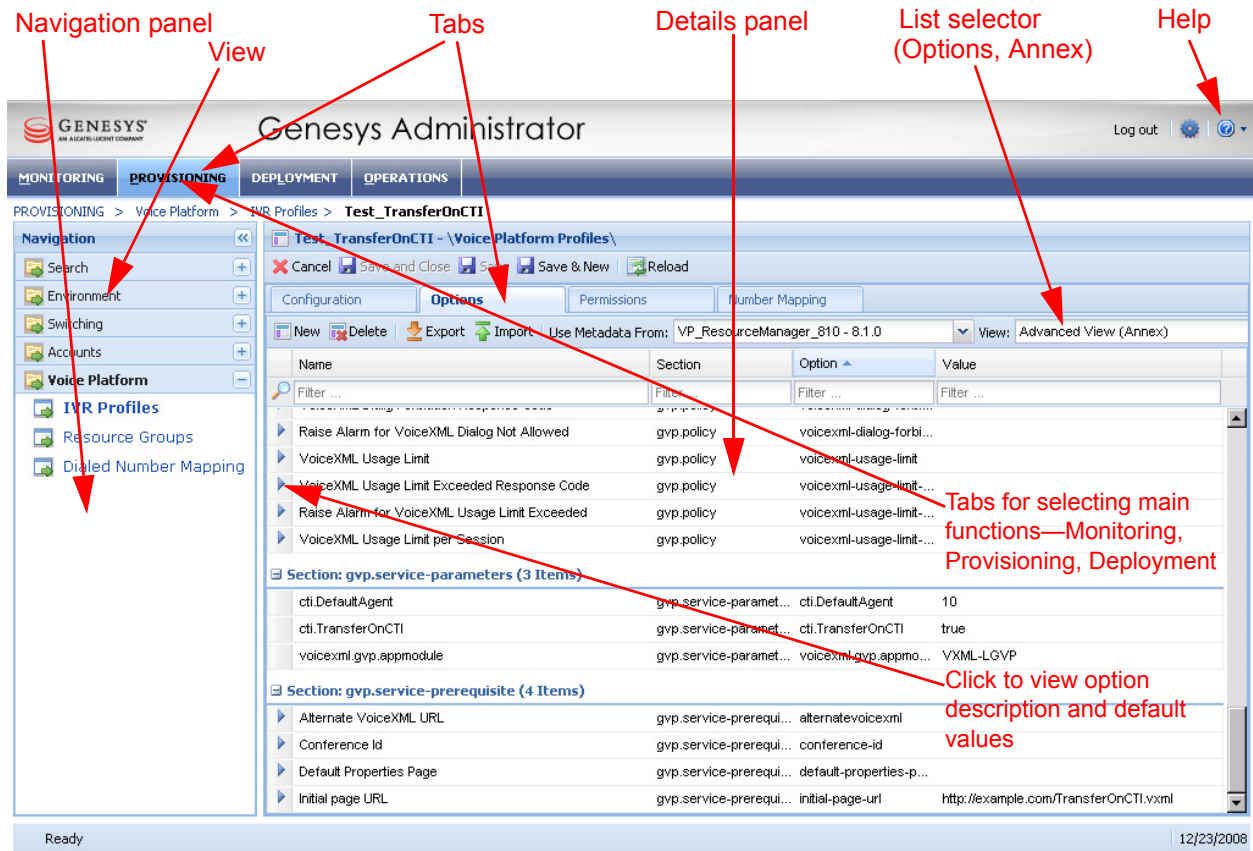 Navigation panel
View
Tabs
Details panel
List selector
(Options, Annex)
Help
GENESYS
AN ALCATEL-LUCENT COMPANY
Genesys Administrator
Log out
MONITORING PROVISIONING DEPLOYMENT OPERATIONS
PROVISIONING > Voice Platform > IVR Profiles > Test_TransferOnCTI
Navigation
Search
Environment
Switching
Accounts
Voice Platform
IVR Profiles
Resource Groups
Dialed Number Mapping
Test_TransferOnCTI - \Voice Platform Profiles\
Cancel Save and Close Save Save & New Reload
Configuration Options Permissions Number Mapping
New Delete Export Import Use Metadata From: VP_ResourceManager_810 - 8.1.0 View: Advanced View (Annex)
Name Section Option Value
Filter ... Filter ... Filter ... Filter ...
Raise Alarm for VoiceXML Dialog Not Allowed gvp.policy voicexml-dialog-forbi...
VoiceXML Usage Limit gvp.policy voicexml-usage-limit
VoiceXML Usage Limit Exceeded Response Code gvp.policy voicexml-usage-limit-...
Raise Alarm for VoiceXML Usage Limit Exceeded gvp.policy voicexml-usage-limit-...
VoiceXML Usage Limit per Session gvp.policy voicexml-usage-limit-...
Tabs for selecting main
functions—Monitoring,
Provisioning, Deployment
Section: gvp.service-parameters (3 Items)
cti.DefaultAgent gvp.service-paramet... cti.DefaultAgent 10
cti.TransferOnCTI gvp.service-paramet... cti.TransferOnCTI true
voicexml.gvp.appmodule gvp.service-paramet... voicexml.gvp.appmo... VXML-LGVP
Section: gvp.service-prerequisite (4 Items)
Click to view option
description and default
values
Alternate VoiceXML URL gvp.service-prerequi... alternatevoicexml
Conference Id gvp.service-prerequi... conference-id
Default Properties Page gvp.service-prerequi... default-properties-p...
Initial page URL gvp.service-prerequi... initial-page-url http://example.com/TransferOnCTI.vxml
Ready 12/23/2008